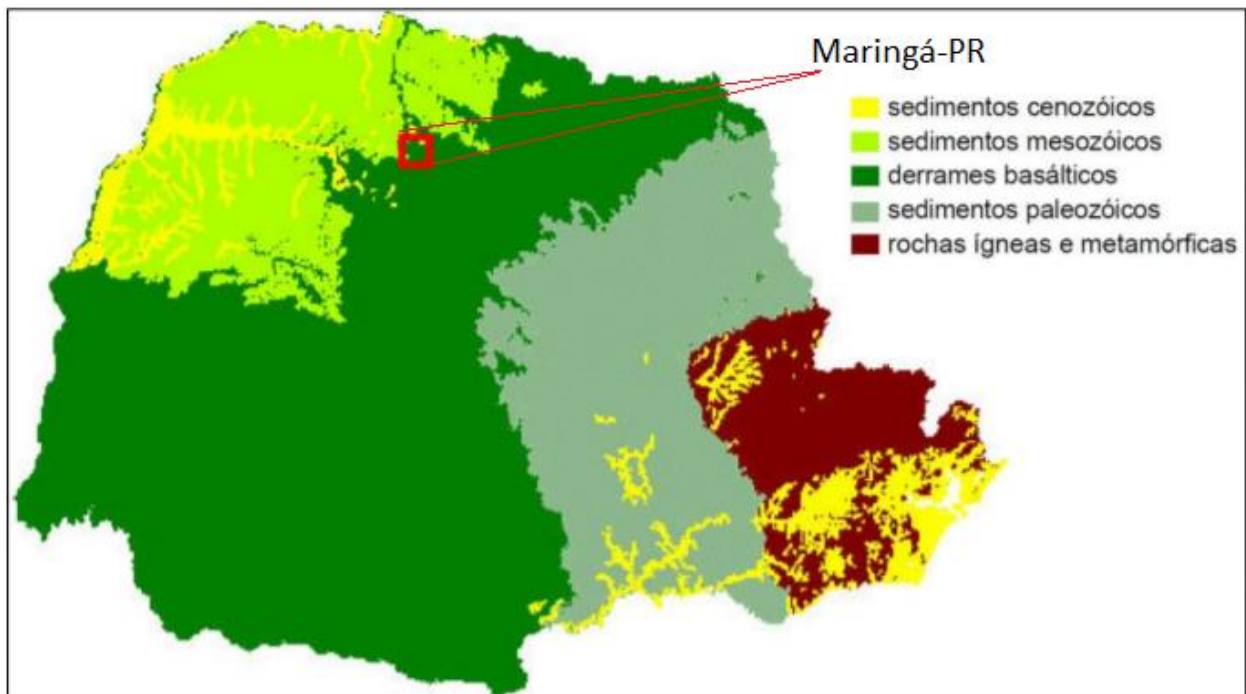 Maringá-PR
sedimentos cenozóicos
sedimentos mesozóicos
derrames basálticos
sedimentos paleozóicos
rochas ígneas e metamórficas